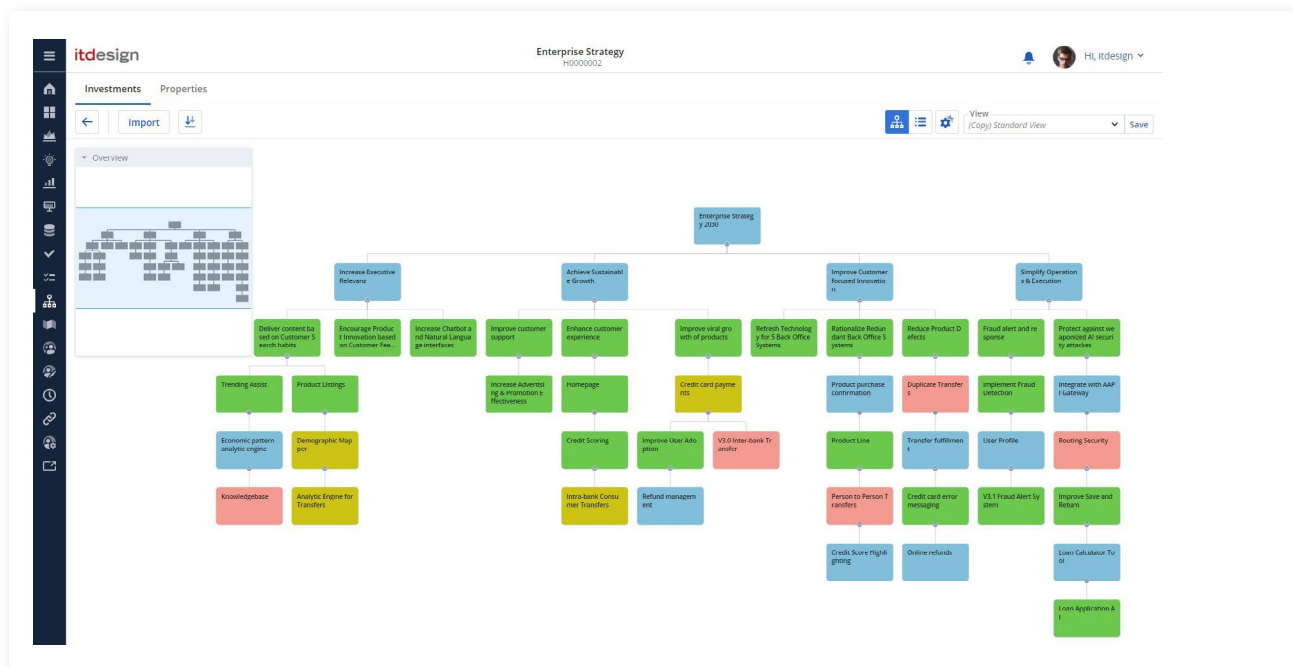 itdesign
Enterprise Strategy
H0000002
Hi, itdesign
Investments
Properties
Import
View
(Copy) Standard View
Save
Overview
Enterprise Strateg
y 2030
Increase Executive
Relevanz
Achieve Sustainabl
e Growth
Improve Customer
focused Innovatio
n
Simplify Operation
s & Execution
Deliver content ba
sed on Customer S
earch habits
Encourage Produc
t Innovation based
on Customer Fee...
Increase Chatbot a
nd Natural Langua
ge interfaces
Improve customer
support
Enhance customer
experience
Improve viral gro
wth of products
Refresh Technolog
y for 5 Back Office
Systems
Rationalize Redun
dant Back Office S
ystems
Reduce Product D
efects
Fraud alert and re
sponse
Protect against we
aponized AI securi
ty attackes
Trending Assist
Product Listings
Increase Advertisi
ng & Promotion E
ffectiveness
Homepage
Credit card payme
nts
Product purchase
confirmation
Duplicate Transfer
s
Implement Fraud
Detection
Integrate with AAP
I Gateway
Economic pattern
analytic engine
Demographic Map
per
Credit Scoring
Improve User Ado
ption
V3.0 Inter-bank Tr
ansfer
Product Line
Transfer fulfillmen
t
User Profile
Routing Security
Knowledgebase
Analytic Engine for
Transfers
Intra-bank Consu
mer Transfers
Refund managem
ent
Person to Person T
ransfers
Credit card error
messaging
V3.1 Fraud Alert Sy
stem
Improve Save and
Return
Credit Score Highli
ghting
Online refunds
Loan Calculator To
ol
Loan Application A
I